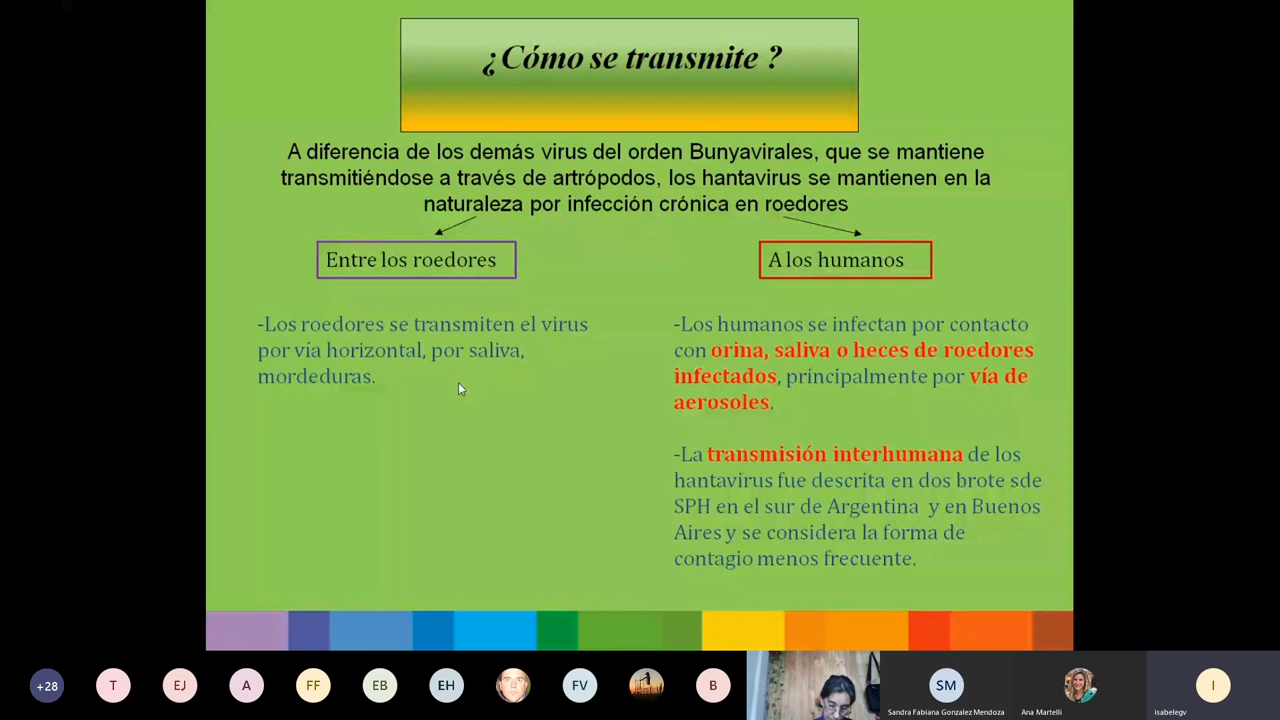 ¿Cómo se transmite ?
A diferencia de los demás virus del orden Bunyavirales, que se mantiene
transmitiéndose a través de artrópodos, los hantavirus se mantienen en la
naturaleza por infección crónica en roedores
Entre los roedores
A los humanos
-Los roedores se transmiten el virus
por vía horizontal, por saliva,
mordeduras.
-Los humanos se infectan por contacto
con orina, saliva o heces de roedores
infectados, principalmente por vía de
aerosoles.
-La transmisión interhumana de los
hantavirus fue descrita en dos brote sde
SPH en el sur de Argentina y en Buenos
Aires y se considera la forma de
contagio menos frecuente.
+28
T
EJ
A
FF
EB
EH
FV
B
SM
I
Sandra Fabiana Gonzalez Mendoza
Ana Martelli
isabelegv